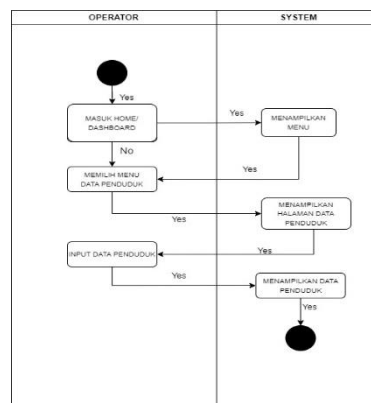 OPERATOR
SYSTEM
Yes
MASUK HOME/
DASHBOARD
Yes
MENAMPILKAN
MENU
No
Yes
MEMILIH MENU
DATA PENDUDUK
Yes
MENAMPILKAN
HALAMAN DATA
PENDUDUK
Yes
INPUT DATA PENDUDUK
Yes
MENAMPILKAN DATA
PENDUDUK
Yes